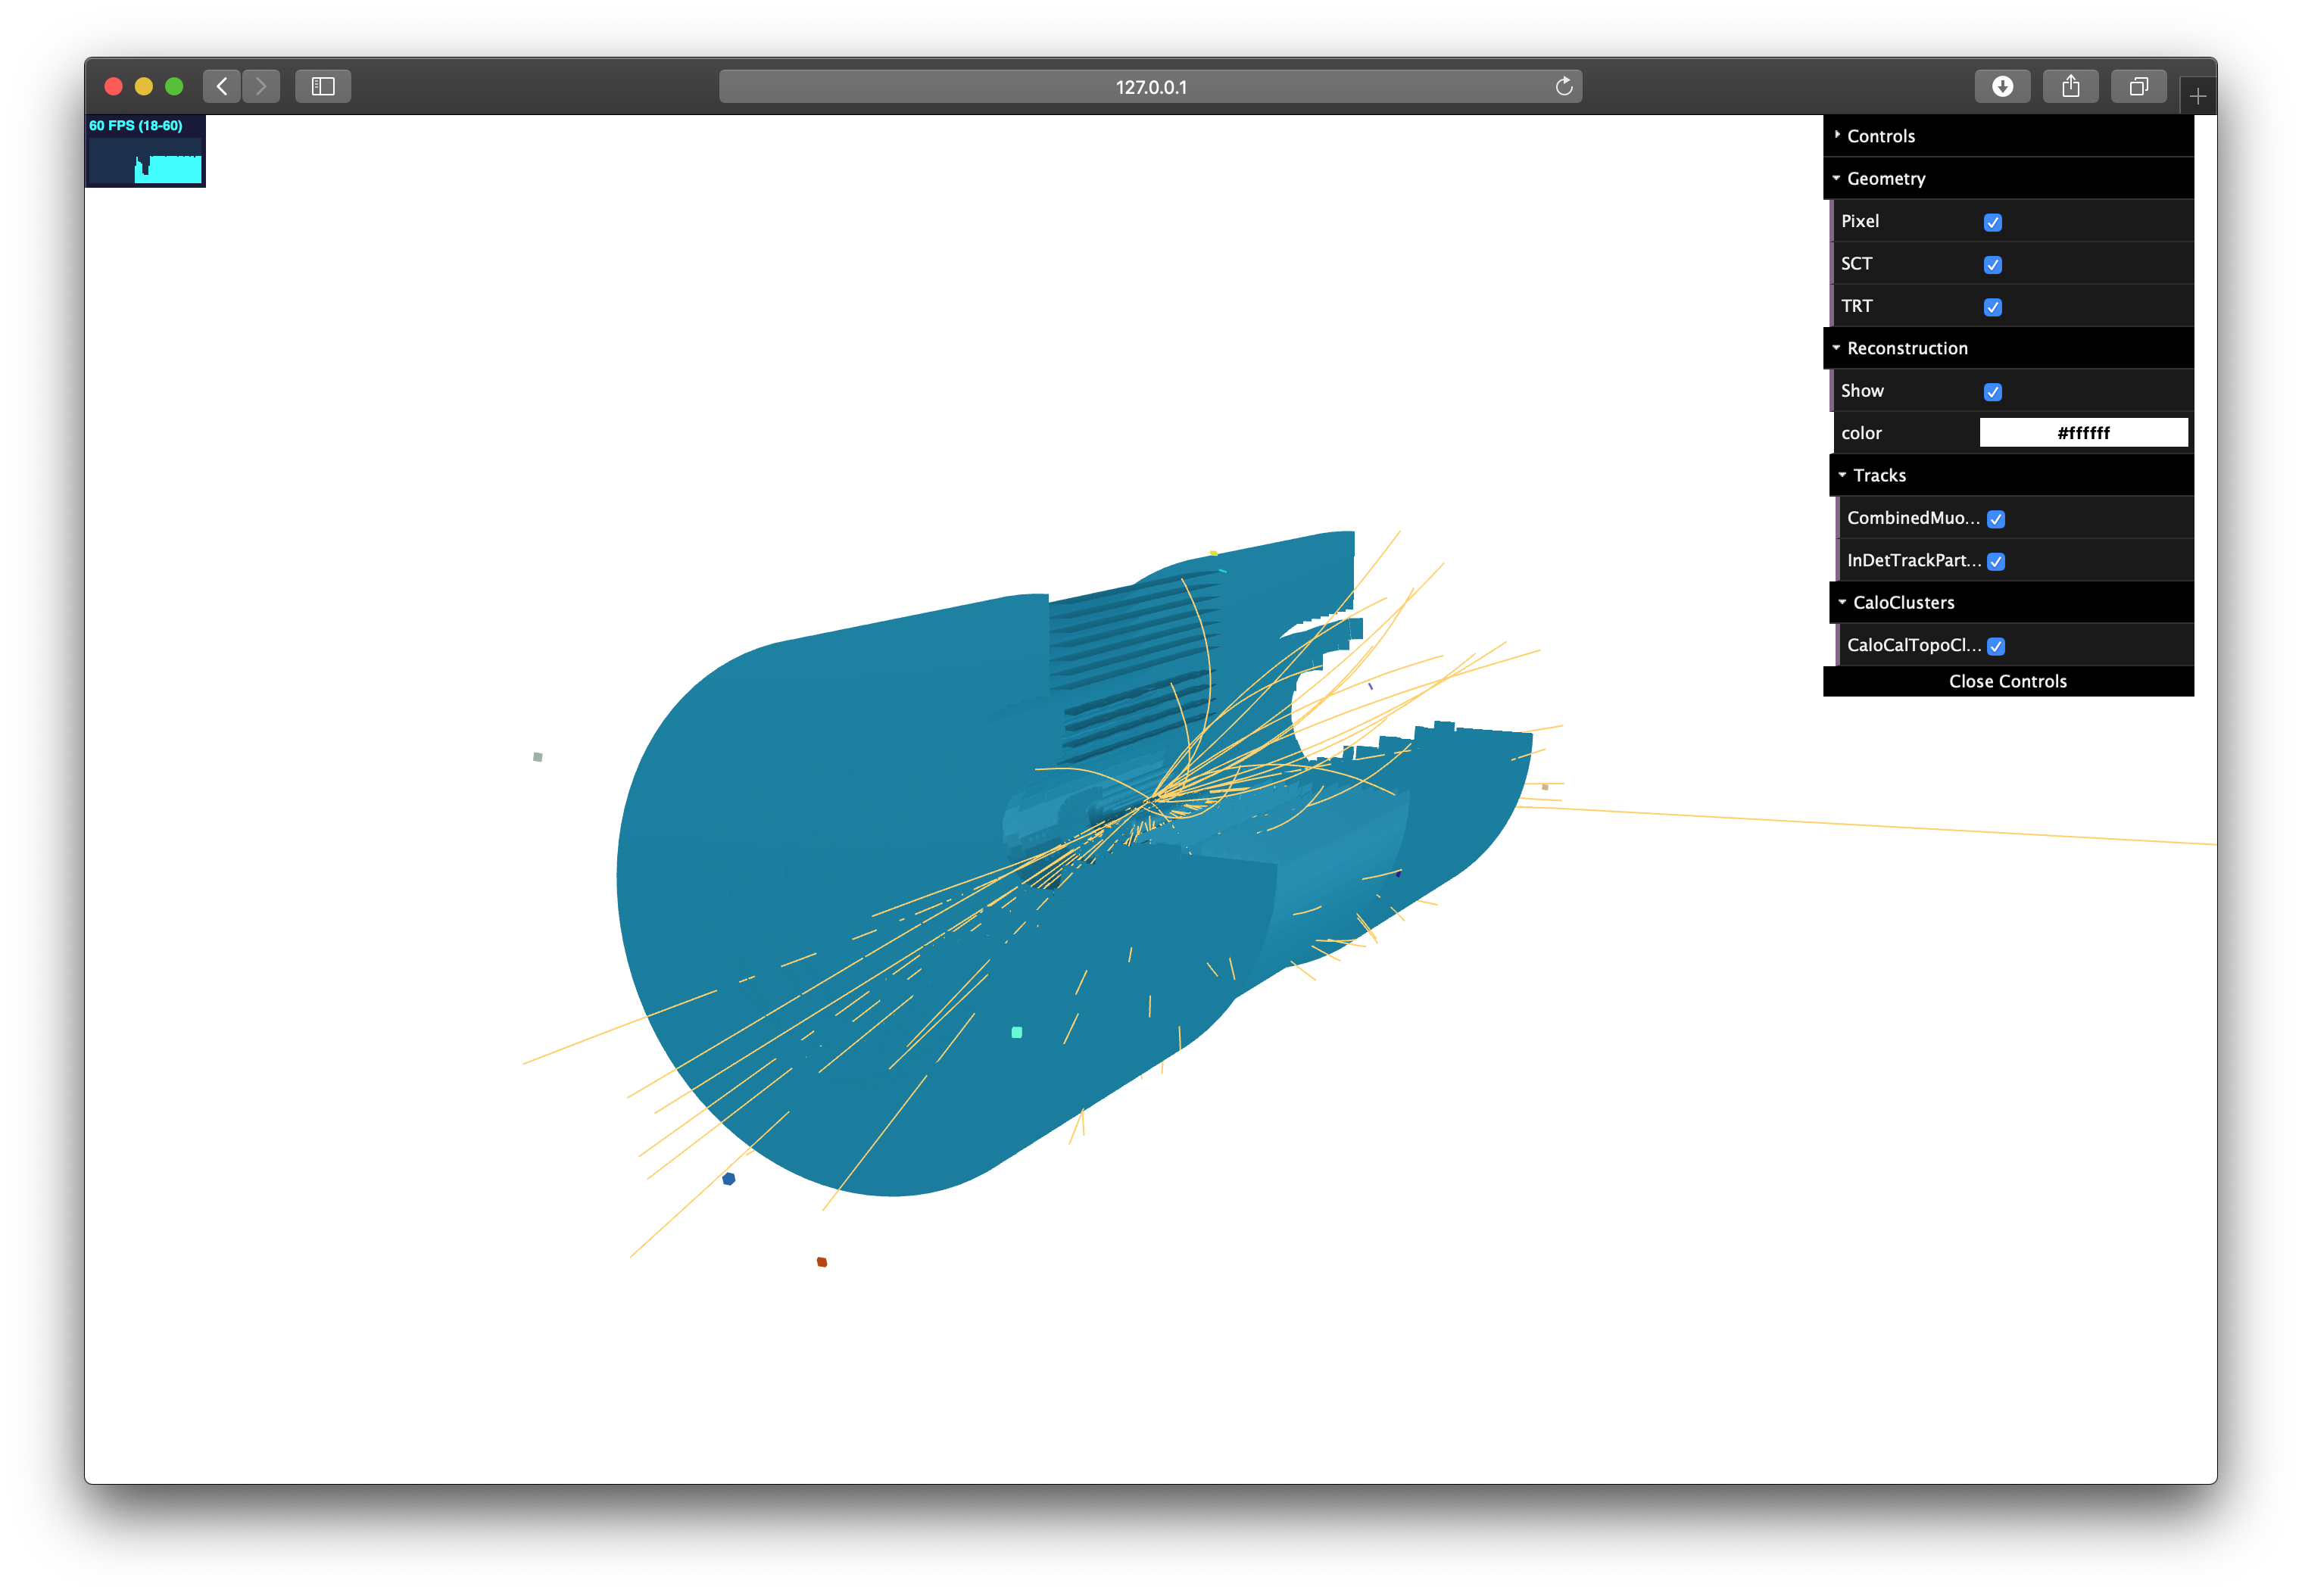 127.0.0.1
60 FPS (18-60)
Controls
Geometry
Pixel
SCT
TRT
Reconstruction
Show
color #ffffff
Tracks
CombinedMuo...
InDetTrackPart...
CaloClusters
CaloCalTopoCl...
Close Controls